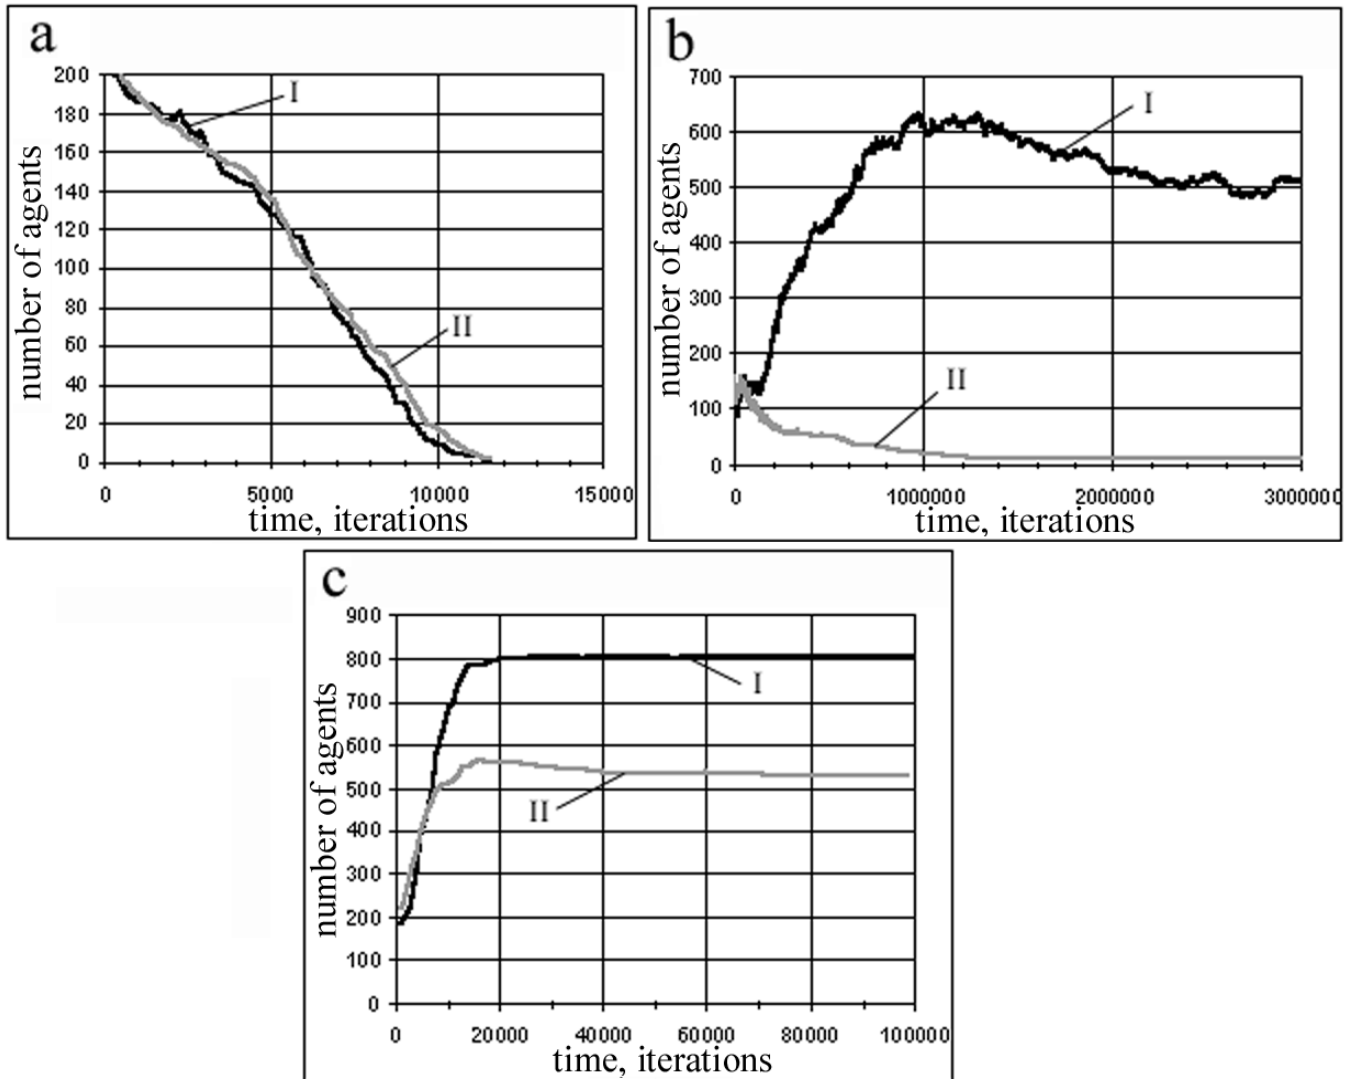 a
200
180
160
140
120
100
80
60
40
20
0
0 5000 10000 15000
number of agents
time, iterations
I
II
b
700
600
500
400
300
200
100
0
0 1000000 2000000 3000000
number of agents
time, iterations
I
II
c
900
800
700
600
500
400
300
200
100
0
0 20000 40000 60000 80000 100000
number of agents
time, iterations
I
II